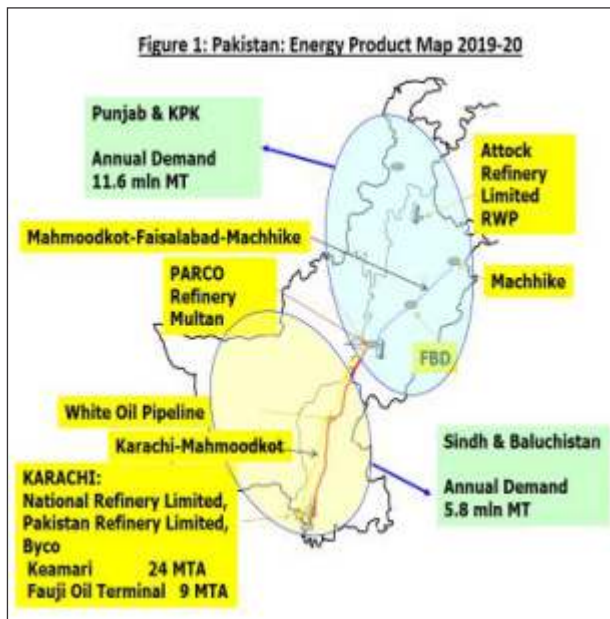 Figure 1: Pakistan: Energy Product Map 2019-20
Punjab & KPK
Annual Demand
11.6 mln MT
Attock
Refinery
Limited
RWP
Mahmoodkot-Faisalabad-Machhike
PARCO
Refinery
Multan
Machhike
FBD
White Oil Pipeline
Karachi-Mahmoodkot
Sindh & Baluchistan
Annual Demand
5.8 mln MT
KARACHI:
National Refinery Limited,
Pakistan Refinery Limited,
Byco
Keamari 24 MTA
Fauji Oil Terminal 9 MTA